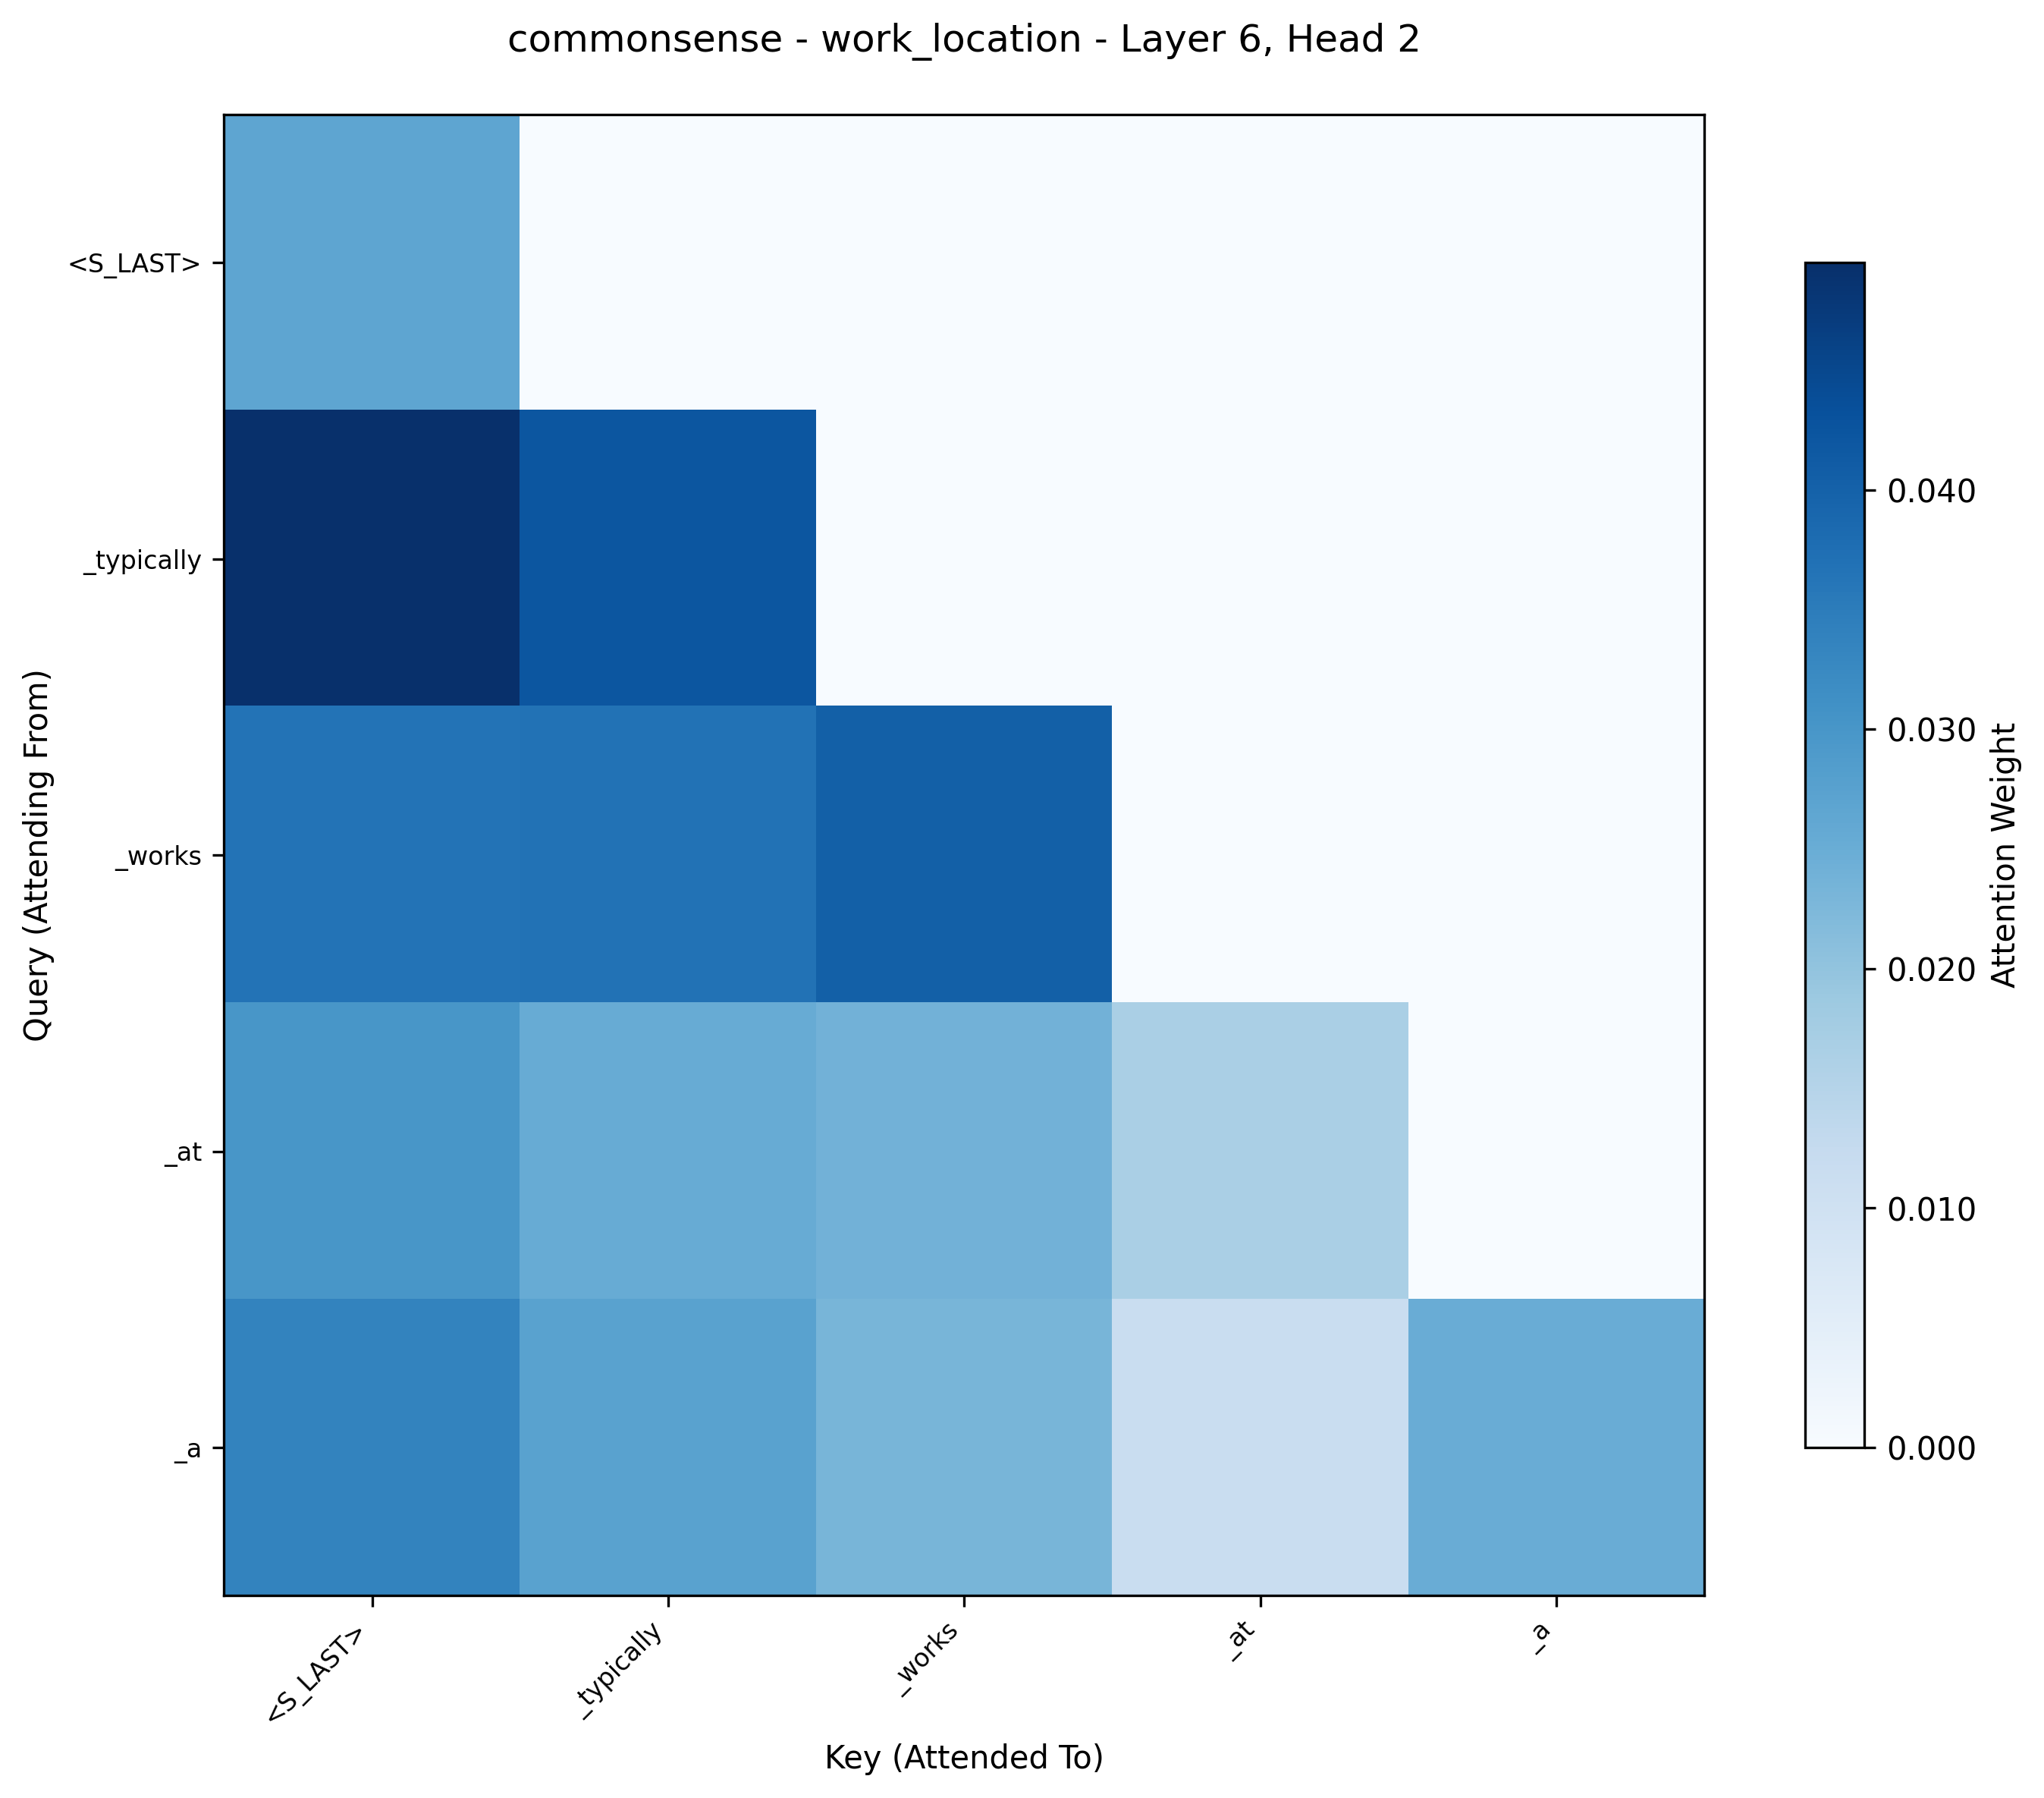 commonsense - work_location - Layer 6, Head 2
Query (Attending From)
<S_LAST>
_typically
_works
_at
_a
<S_LAST>
_typically
_works
_at
_a
Key (Attended To)
0.040
0.030
0.020
0.010
0.000
Attention Weight